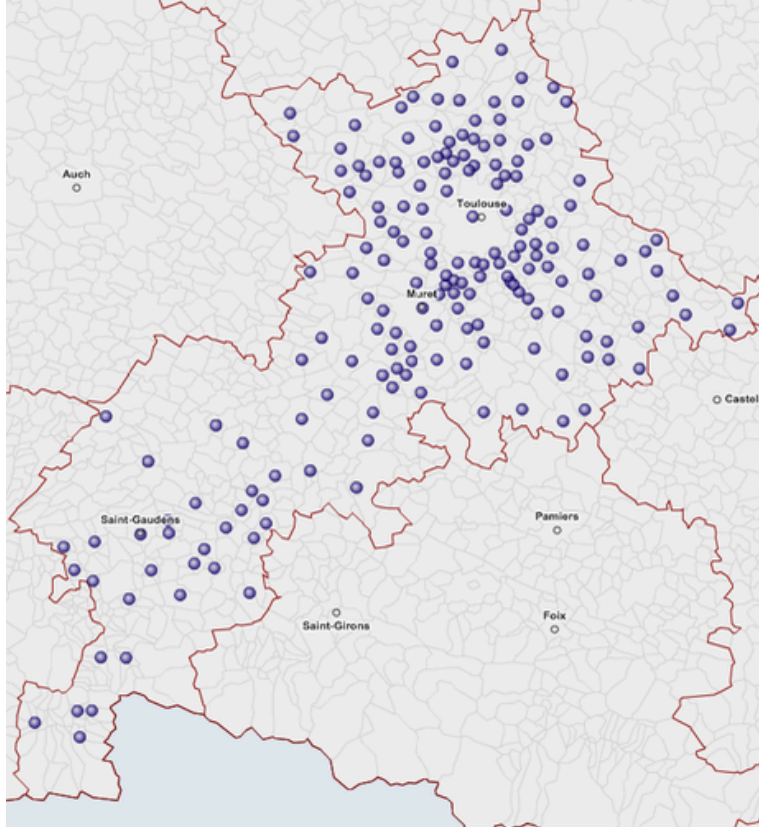 Auch
Toulouse
Muret
Castel
Saint-Gaudens
Pamiers
Saint-Girons
Foix